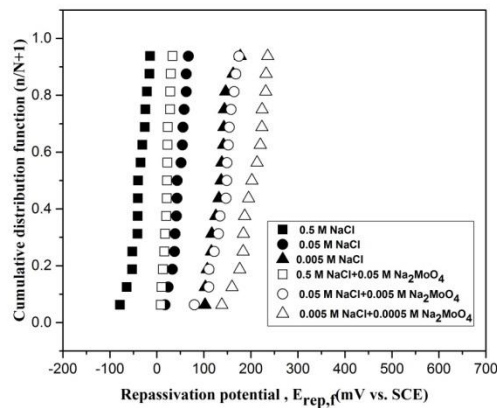 Cumulative distribution function (n/N+1)
1.0
0.8
0.6
0.4
0.2
0.0
0.5 M NaCl
0.05 M NaCl
0.005 M NaCl
0.5 M NaCl+0.05 M Na₂MoO₄
0.05 M NaCl+0.005 M Na₂MoO₄
0.005 M NaCl+0.0005 M Na₂MoO₄
-200 -100 0 100 200 300 400 500 600 700
Repassivation potential , E_rep,f(mV vs. SCE)